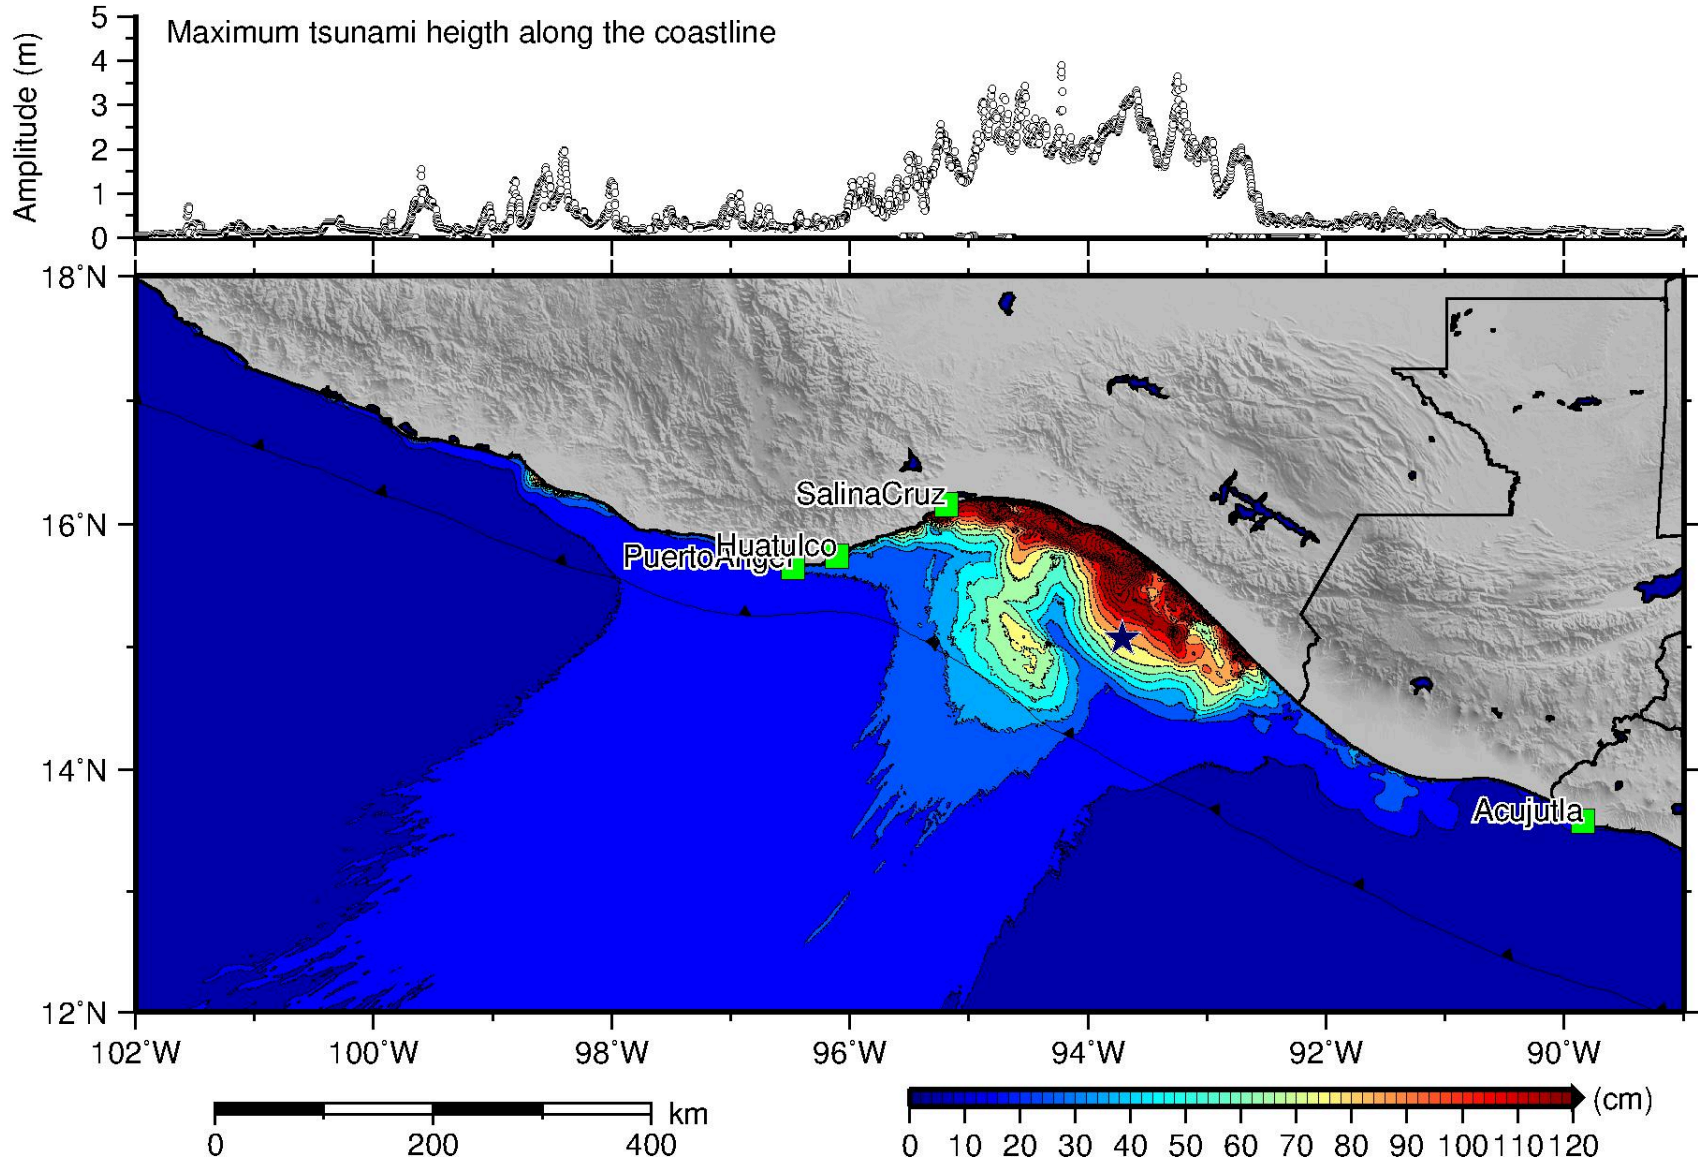 Maximum tsunami heigth along the coastline
Amplitude (m)
5
4
3
2
1
0
18°N
16°N
14°N
12°N
SalinaCruz
Huatulco
PuertoAngel
Acujutla
102°W 100°W 98°W 96°W 94°W 92°W 90°W
km
0 200 400
(cm)
0 10 20 30 40 50 60 70 80 90 100 110 120